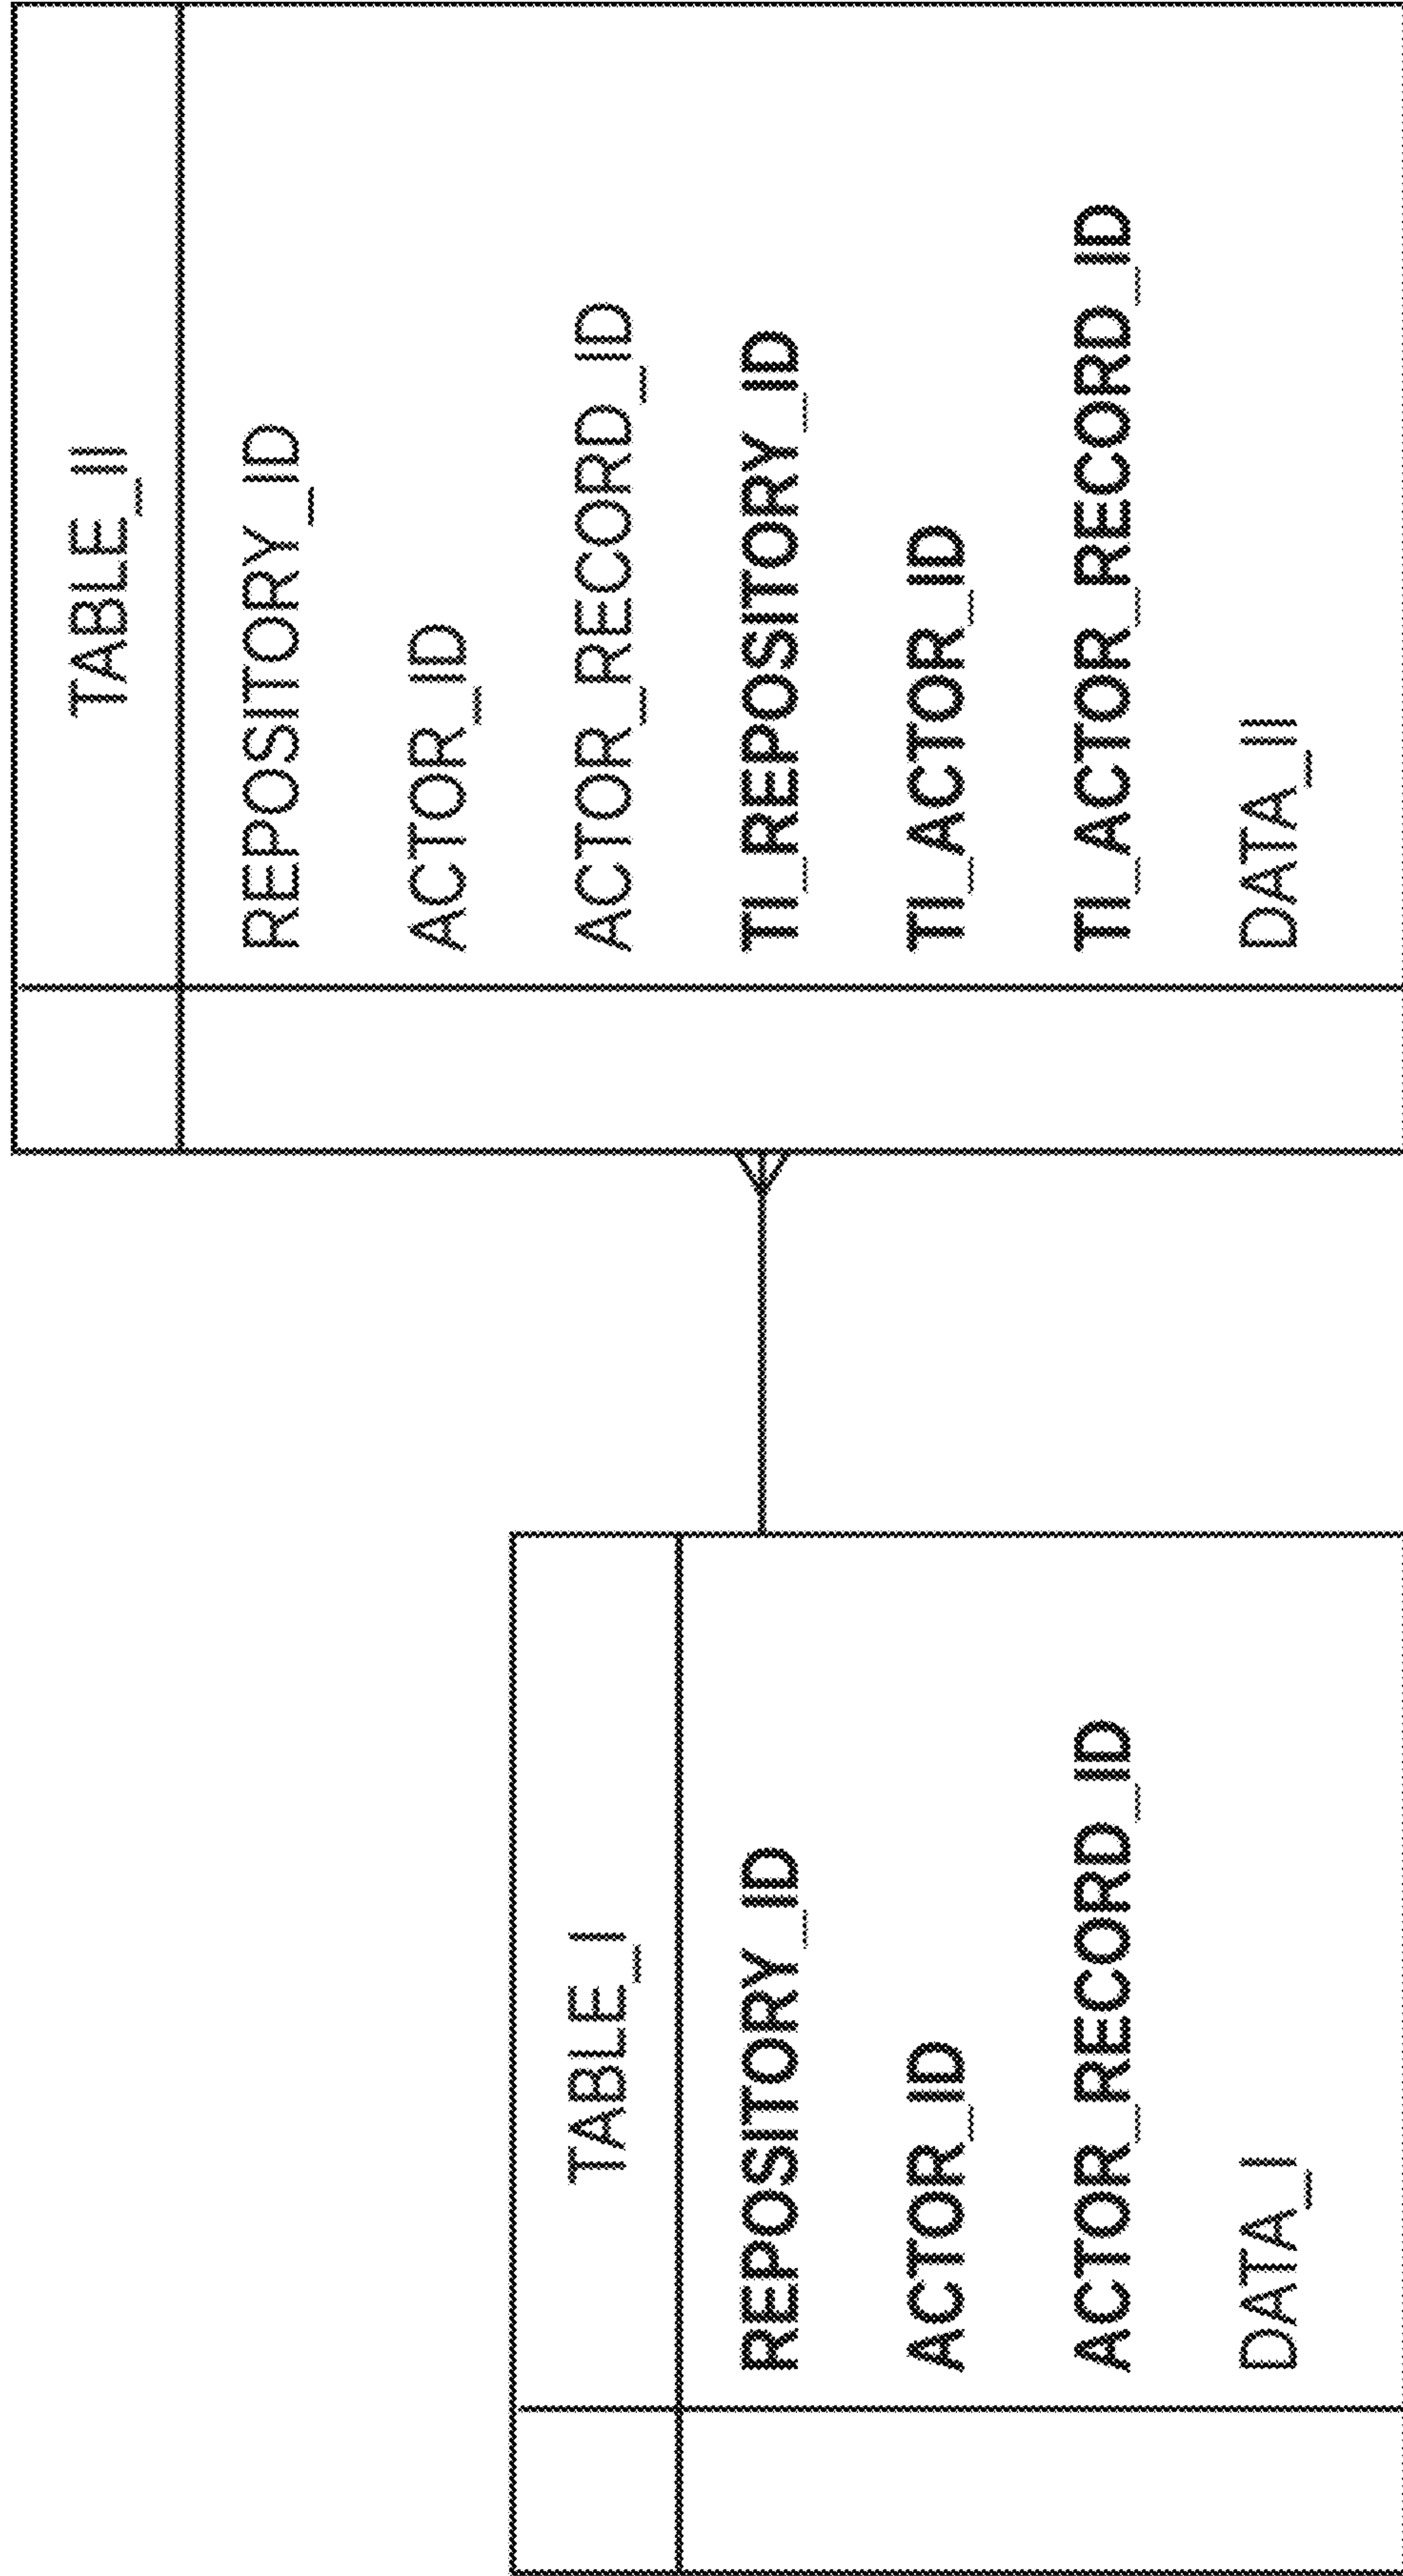 TABLE_I
REPOSITORY_ID
ACTOR_ID
ACTOR_RECORD_ID
DATA_I
TABLE_II
REPOSITORY_ID
ACTOR_ID
ACTOR_RECORD_ID
TI_REPOSITORY_ID
TI_ACTOR_ID
TI_ACTOR_RECORD_ID
DATA_II